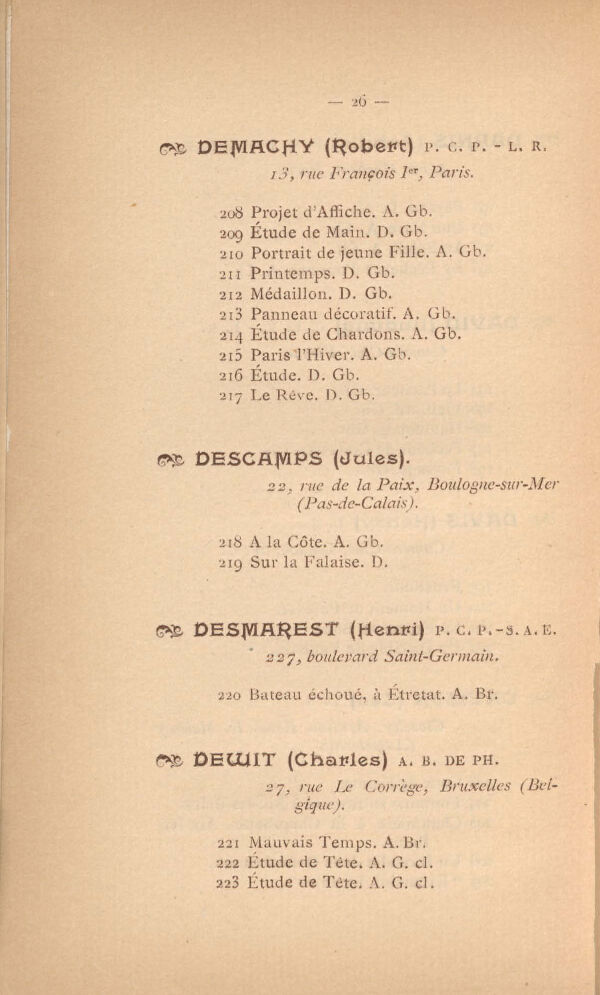 — 26 —
DEMACHY (Robert) P. C. P. - L. R.
13, rue François Ier, Paris.
208 Projet d'Affiche. A. Gb.
209 Étude de Main. D. Gb.
210 Portrait de jeune Fille. A. Gb.
211 Printemps. D. Gb.
212 Médaillon. D. Gb.
213 Panneau décoratif. A. Gb.
214 Étude de Chardons. A. Gb.
215 Paris l'Hiver. A. Gb.
216 Étude. D. Gb.
217 Le Rêve. D. Gb.
DESCAMPS (Jules).
22, rue de la Paix, Boulogne-sur-Mer
(Pas-de-Calais).
218 A la Côte. A. Gb.
219 Sur la Falaise. D.
DESMAREST (Henri) P. C. P.-S. A. E.
227, boulevard Saint-Germain.
220 Bateau échoué, à Étretat. A. Br.
DEWIT (Charles) A. B. DE PH.
27, rue Le Corrège, Bruxelles (Bel-
gique).
221 Mauvais Temps. A. Br.
222 Étude de Tête. A. G. cl.
223 Étude de Tête. A. G. cl.